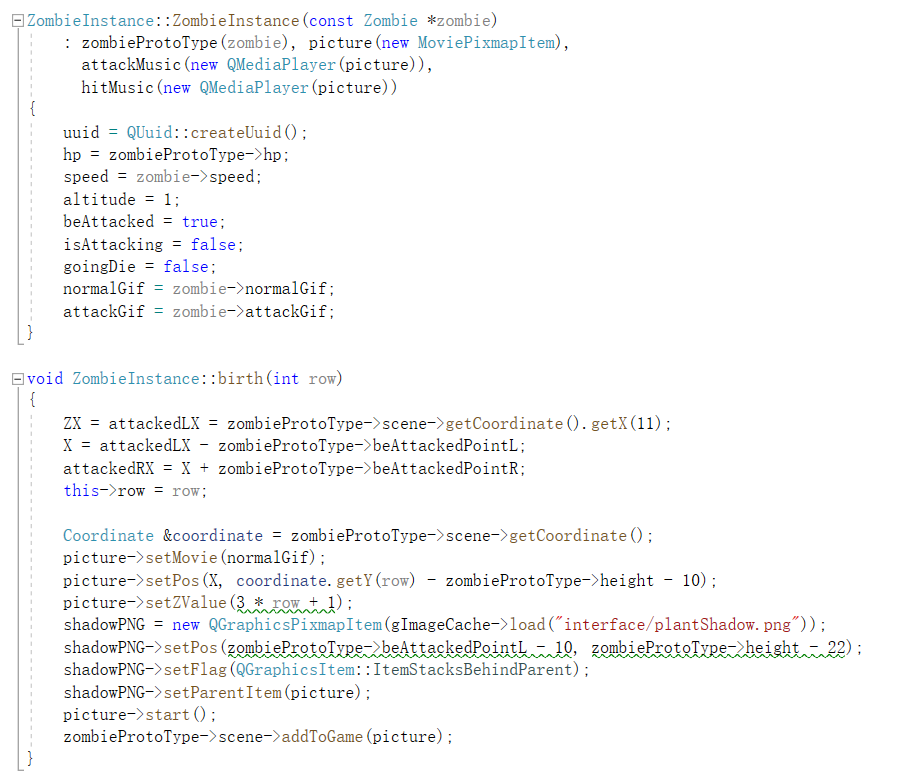 ZombieInstance::ZombieInstance(const Zombie *zombie)
    : zombieProtoType(zombie), picture(new MoviePixmapItem),
      attackMusic(new QMediaPlayer(picture)),
      hitMusic(new QMediaPlayer(picture))
{
    uuid = QUuid::createUuid();
    hp = zombieProtoType->hp;
    speed = zombie->speed;
    altitude = 1;
    beAttacked = true;
    isAttacking = false;
    goingDie = false;
    normalGif = zombie->normalGif;
    attackGif = zombie->attackGif;
}

void ZombieInstance::birth(int row)
{
    ZX = attackedLX = zombieProtoType->scene->getCoordinate().getX(11);
    X = attackedLX - zombieProtoType->beAttackedPointL;
    attackedRX = X + zombieProtoType->beAttackedPointR;
    this->row = row;

    Coordinate &coordinate = zombieProtoType->scene->getCoordinate();
    picture->setMovie(normalGif);
    picture->setPos(X, coordinate.getY(row) - zombieProtoType->height - 10);
    picture->setZValue(3 * row + 1);
    shadowPNG = new QGraphicsPixmapItem(gImageCache->load("interface/plantShadow.png"));
    shadowPNG->setPos(zombieProtoType->beAttackedPointL - 10, zombieProtoType->height - 22);
    shadowPNG->setFlag(QGraphicsItem::ItemStacksBehindParent);
    shadowPNG->setParentItem(picture);
    picture->start();
    zombieProtoType->scene->addToGame(picture);
}